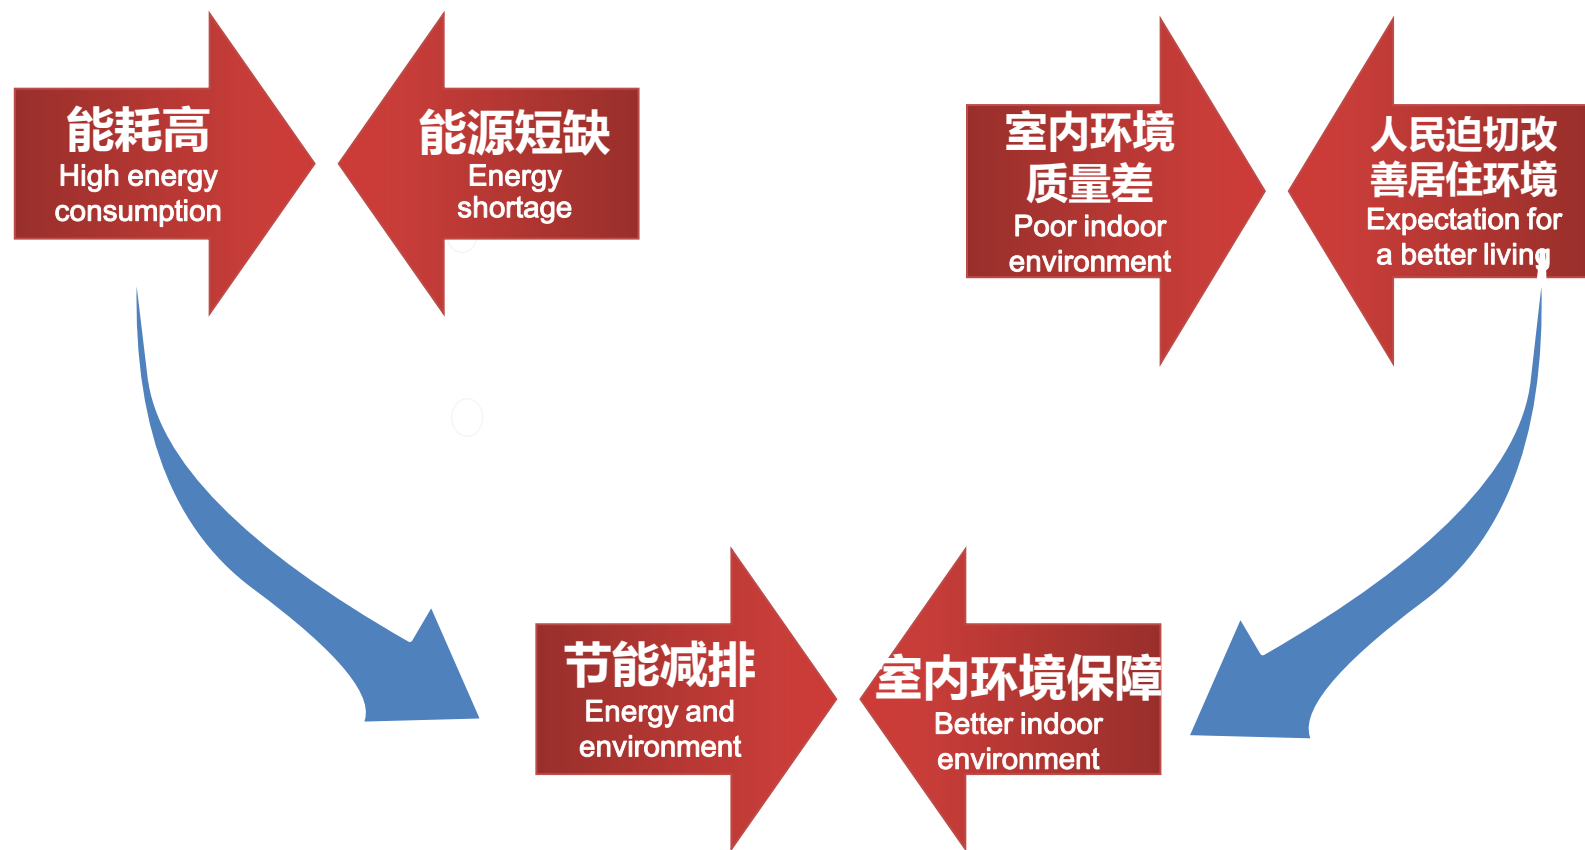 能耗高
High energy
consumption
能源短缺
Energy
shortage
室内环境
质量差
Poor indoor
environment
人民迫切改
善居住环境
Expectation for
a better living
节能减排
Energy and
environment
室内环境保障
Better indoor
environment